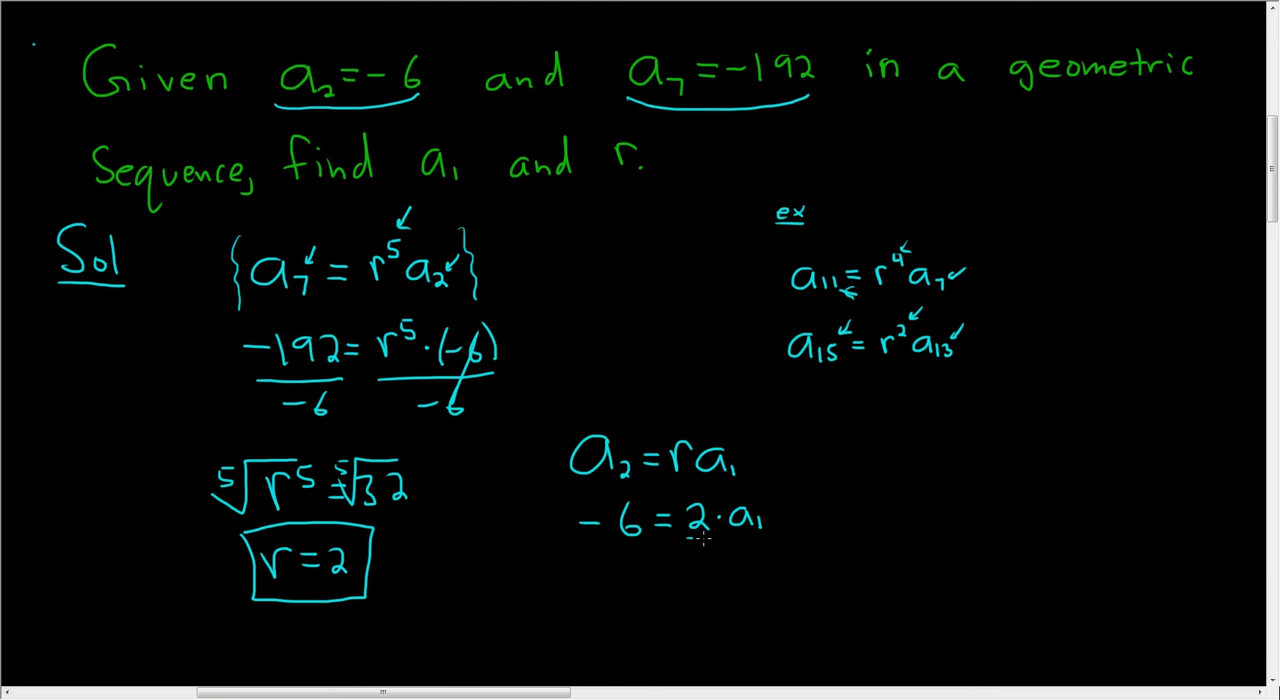 Given a₂ = -6 and a₇ = -192 in a geometric
Sequence, find a₁ and r.
Sol
{a₇ = r⁵a₂}
-192 = r⁵ · (-6)
-6 -6
⁵√r⁵ = ⁵√32
r = 2
a₂ = ra₁
-6 = 2 · a₁
ex
a₁₁ = r⁴a₇
a₁₅ = r²a₁₃